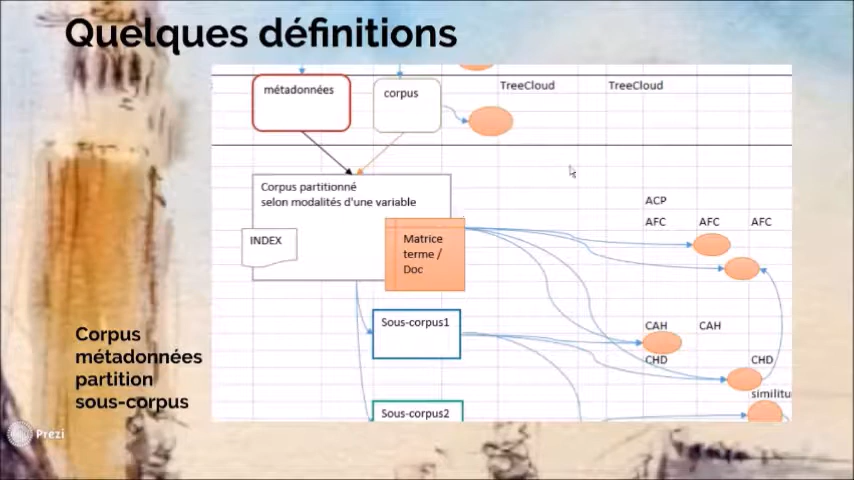 Quelques définitions
métadonnées
corpus
TreeCloud
TreeCloud
Corpus partitionné
selon modalités d'une variable
INDEX
Matrice
terme /
Doc
ACP
AFC
AFC
AFC
Sous-corpus1
CAH
CAH
CHD
CHD
similitu
Sous-corpus2
Corpus
métadonnées
partition
sous-corpus
Prezi